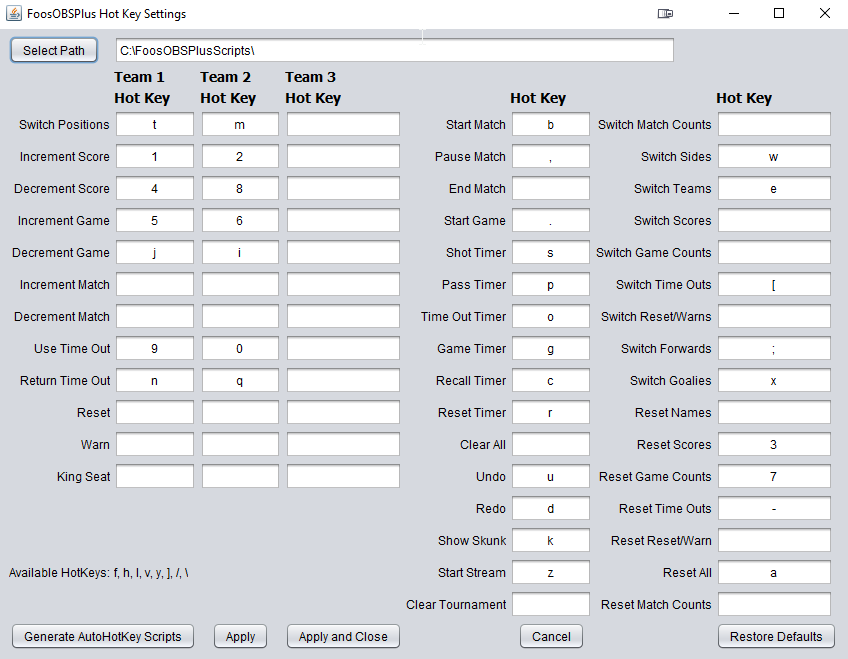 FoosOBSPlus Hot Key Settings
Select Path C:\FoosOBSPlusScripts\
Team 1 Team 2 Team 3
Hot Key Hot Key Hot Key Hot Key Hot Key
Switch Positions t m Start Match b Switch Match Counts
Increment Score 1 2 Pause Match , Switch Sides w
Decrement Score 4 8 End Match Switch Teams e
Increment Game 5 6 Start Game . Switch Scores
Decrement Game j i Shot Timer s Switch Game Counts
Increment Match Pass Timer p Switch Time Outs [
Decrement Match Time Out Timer o Switch Reset/Warns
Use Time Out 9 0 Game Timer g Switch Forwards ;
Return Time Out n q Recall Timer c Switch Goalies x
Reset Reset Timer r Reset Names
Warn Clear All Reset Scores 3
King Seat Undo u Reset Game Counts 7
Redo d Reset Time Outs -
Show Skunk k Reset Reset/Warn
Available HotKeys: f, h, l, v, y, ], /, \ Start Stream z Reset All a
Clear Tournament Reset Match Counts
Generate AutoHotKey Scripts Apply Apply and Close Cancel Restore Defaults